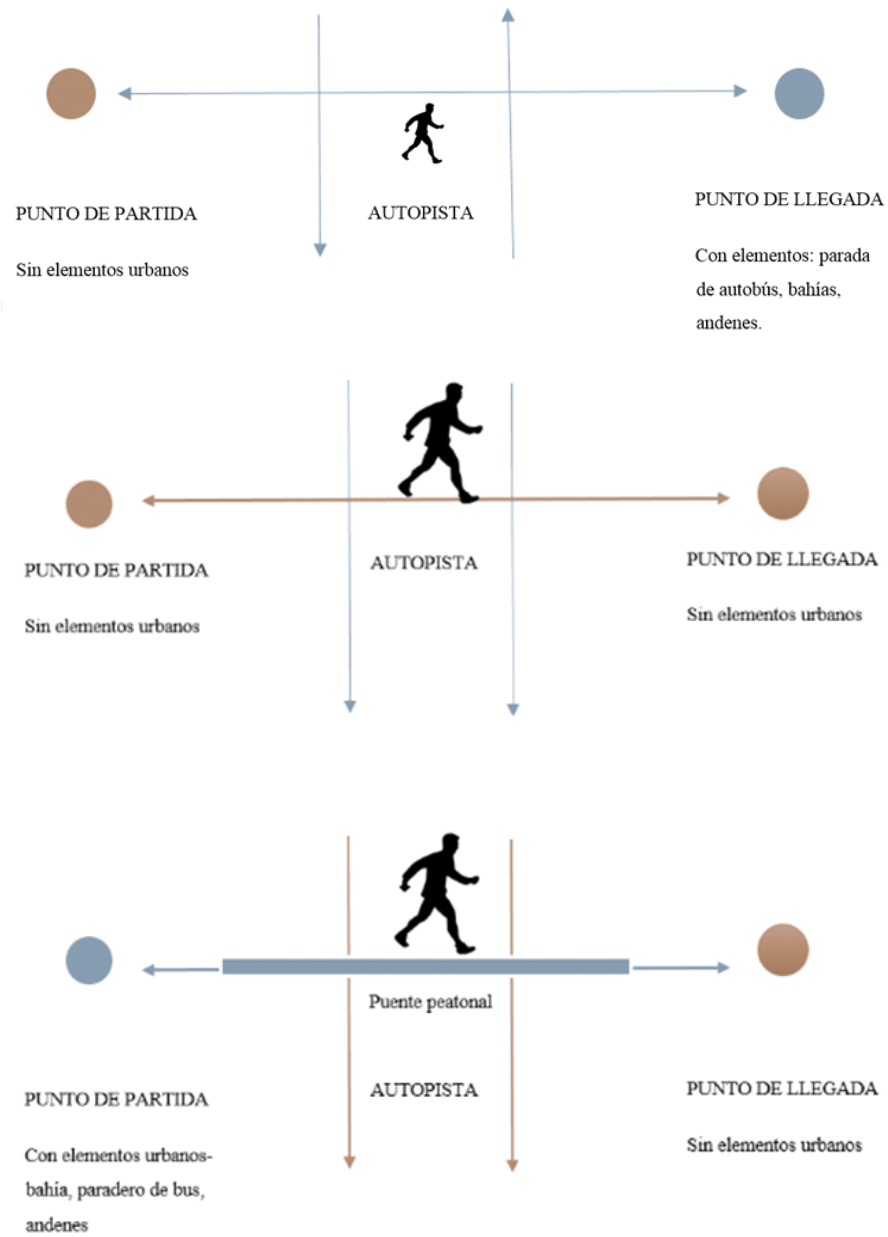 PUNTO DE PARTIDA
Sin elementos urbanos
AUTOPISTA
PUNTO DE LLEGADA
Con elementos: parada
de autobús, bahías,
andenes.
PUNTO DE PARTIDA
Sin elementos urbanos
AUTOPISTA
PUNTO DE LLEGADA
Sin elementos urbanos
Puente peatonal
AUTOPISTA
PUNTO DE PARTIDA
Con elementos urbanos-
bahía, paradero de bus,
andenes
PUNTO DE LLEGADA
Sin elementos urbanos